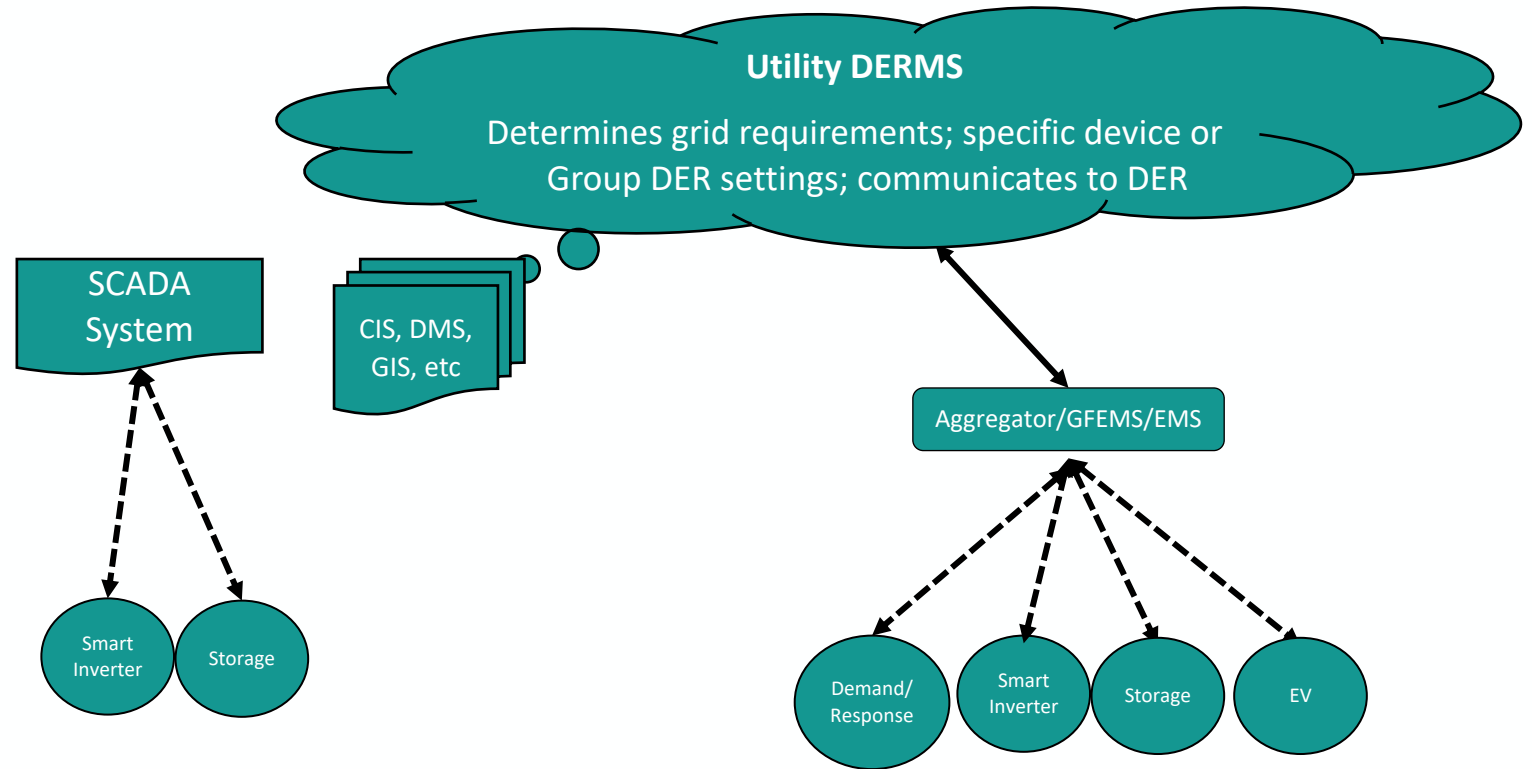 Utility DERMS
Determines grid requirements; specific device or
Group DER settings; communicates to DER
SCADA
System
CIS, DMS,
GIS, etc
Aggregator/GFEMS/EMS
Smart
Inverter
Storage
Demand/
Response
Smart
Inverter
Storage
EV